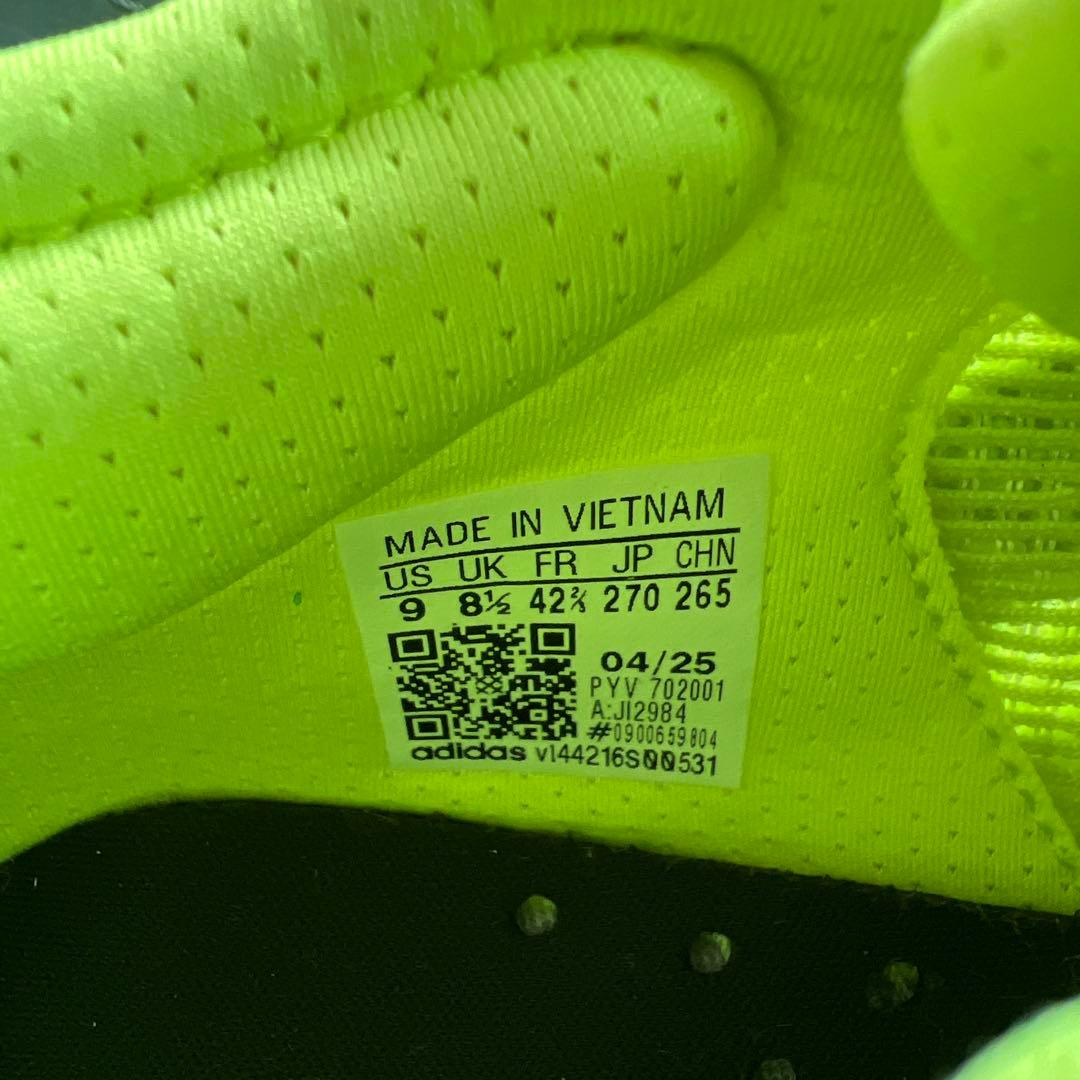 MADE IN VIETNAM
US UK FR JP CHN
9 8½ 42⅔ 270 265
04/25
PYV 702001
A:JI2984
#0900659804
adidas VI44216S00531